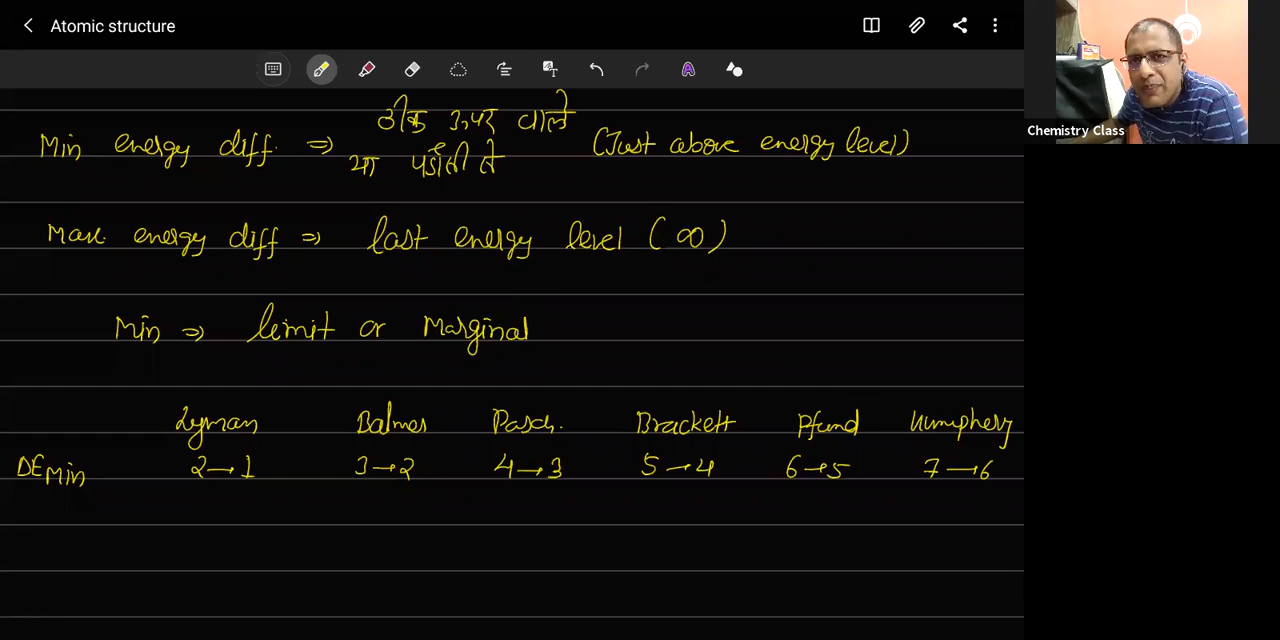 Atomic structure
Chemistry Class
ठीक ऊपर वाले
Min energy diff. ⇒ (Just above energy level)
या पड़ोसी से
Max. energy diff ⇒ last energy level (∞)
Min ⇒ limit or Marginal
Lyman Balmer Pasch. Brackett Pfund Humphery
DE Min 2→1 3→2 4→3 5→4 6→5 7→6